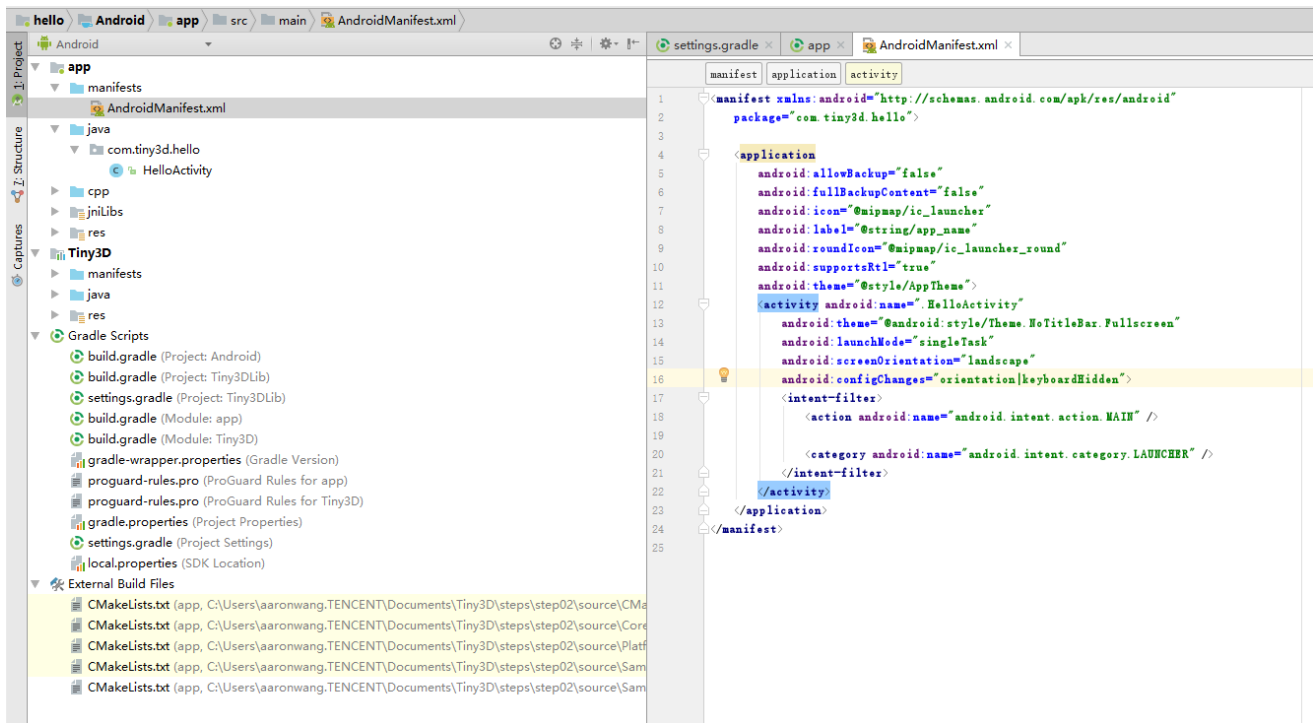 hello Android app src main AndroidManifest.xml
1: Project
Z: Structure
Captures
Android
app
manifests
AndroidManifest.xml
java
com.tiny3d.hello
HelloActivity
cpp
jniLibs
res
Tiny3D
manifests
java
res
Gradle Scripts
build.gradle (Project: Android)
build.gradle (Project: Tiny3DLib)
settings.gradle (Project: Tiny3DLib)
build.gradle (Module: app)
build.gradle (Module: Tiny3D)
gradle-wrapper.properties (Gradle Version)
proguard-rules.pro (ProGuard Rules for app)
proguard-rules.pro (ProGuard Rules for Tiny3D)
gradle.properties (Project Properties)
settings.gradle (Project Settings)
local.properties (SDK Location)
External Build Files
CMakeLists.txt (app, C:\Users\aaronwang.TENCENT\Documents\Tiny3D\steps\step02\source\CMa
CMakeLists.txt (app, C:\Users\aaronwang.TENCENT\Documents\Tiny3D\steps\step02\source\Core
CMakeLists.txt (app, C:\Users\aaronwang.TENCENT\Documents\Tiny3D\steps\step02\source\Platf
CMakeLists.txt (app, C:\Users\aaronwang.TENCENT\Documents\Tiny3D\steps\step02\source\Sam
CMakeLists.txt (app, C:\Users\aaronwang.TENCENT\Documents\Tiny3D\steps\step02\source\Sam
settings.gradle × app × AndroidManifest.xml ×
manifest application activity
1 <manifest xmlns:android="http://schemas.android.com/apk/res/android"
2 package="com.tiny3d.hello">
3
4 <application
5 android:allowBackup="false"
6 android:fullBackupContent="false"
7 android:icon="@mipmap/ic_launcher"
8 android:label="@string/app_name"
9 android:roundIcon="@mipmap/ic_launcher_round"
10 android:supportsRtl="true"
11 android:theme="@style/AppTheme">
12 <activity android:name=".HelloActivity"
13 android:theme="@android:style/Theme.NoTitleBar.Fullscreen"
14 android:launchMode="singleTask"
15 android:screenOrientation="landscape"
16 android:configChanges="orientation|keyboardHidden">
17 <intent-filter>
18 <action android:name="android.intent.action.MAIN" />
19
20 <category android:name="android.intent.category.LAUNCHER" />
21 </intent-filter>
22 </activity>
23 </application>
24 </manifest>
25